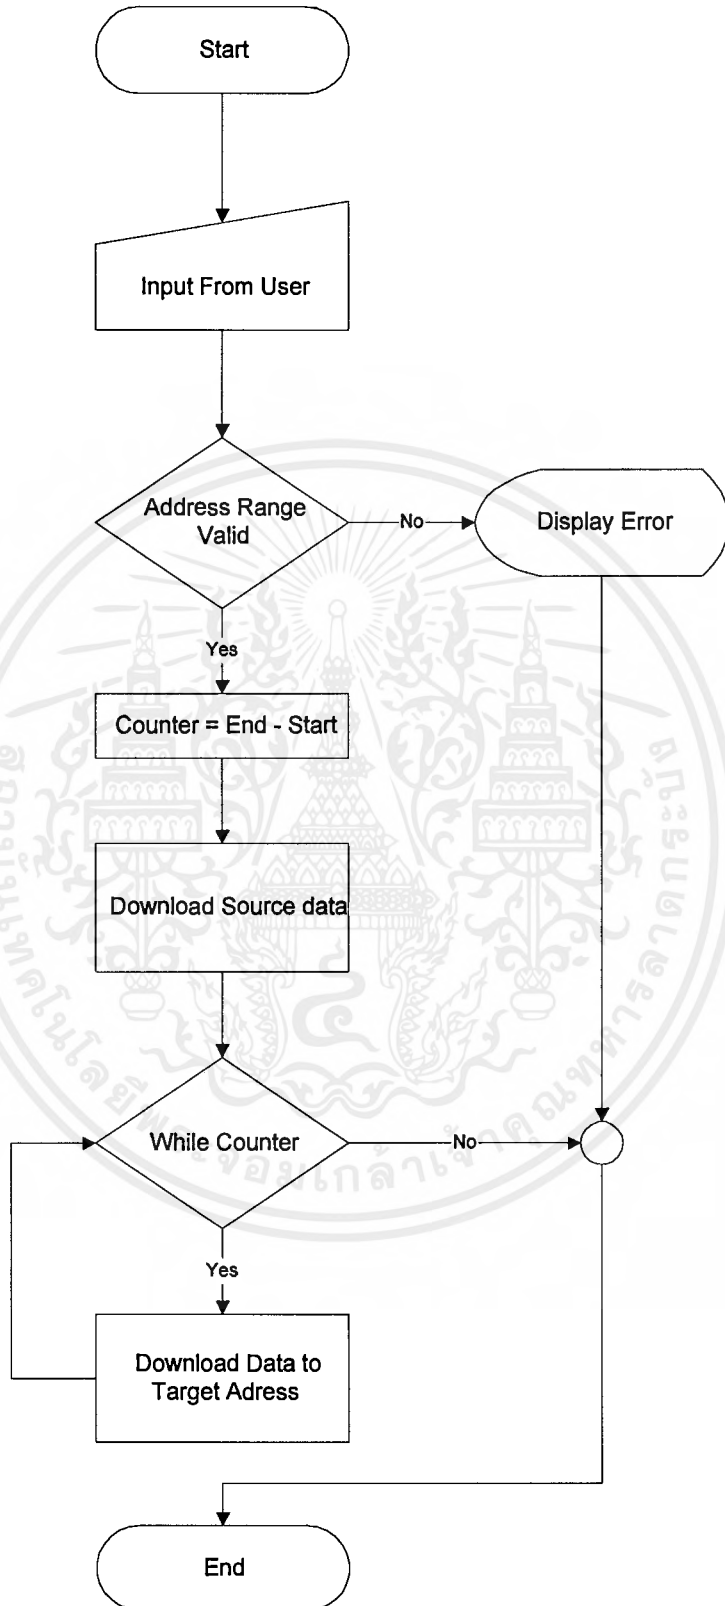 Start
Input From User
Address Range
Valid
No
Display Error
Yes
Counter = End - Start
Download Source data
While Counter
No
Yes
Download Data to
Target Adress
End